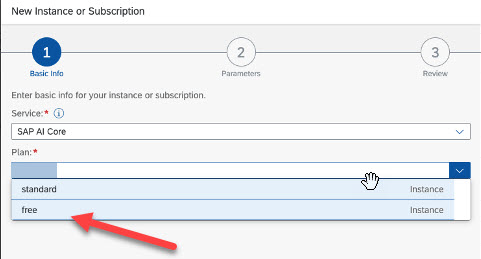 New Instance or Subscription
1
2
3
Basic Info
Parameters
Review
Enter basic info for your instance or subscription.
Service:*
SAP AI Core
Plan:*
standard Instance
free Instance